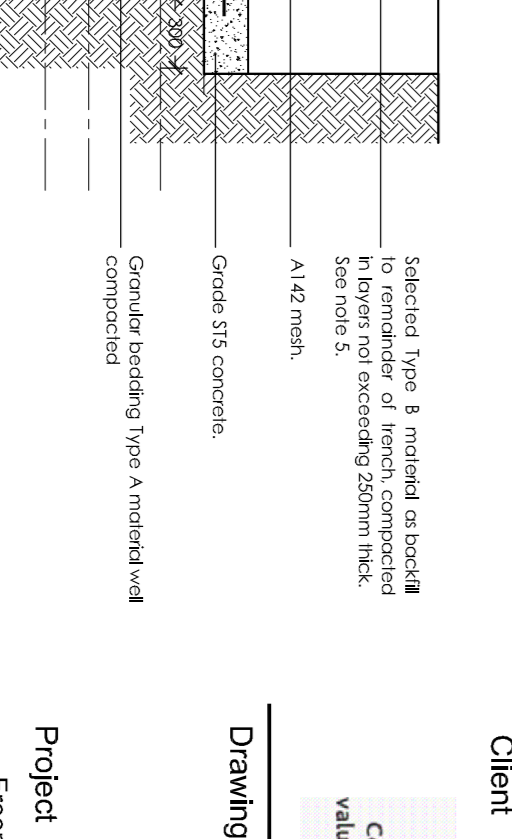 Client
Selected Type B material as backfill
to remainder of trench, compacted
in layers not exceeding 250mm thick.
See note 5.
A142 mesh.
Grade ST5 concrete.
300
Granular bedding Type A material well
compacted
Drawing
Project